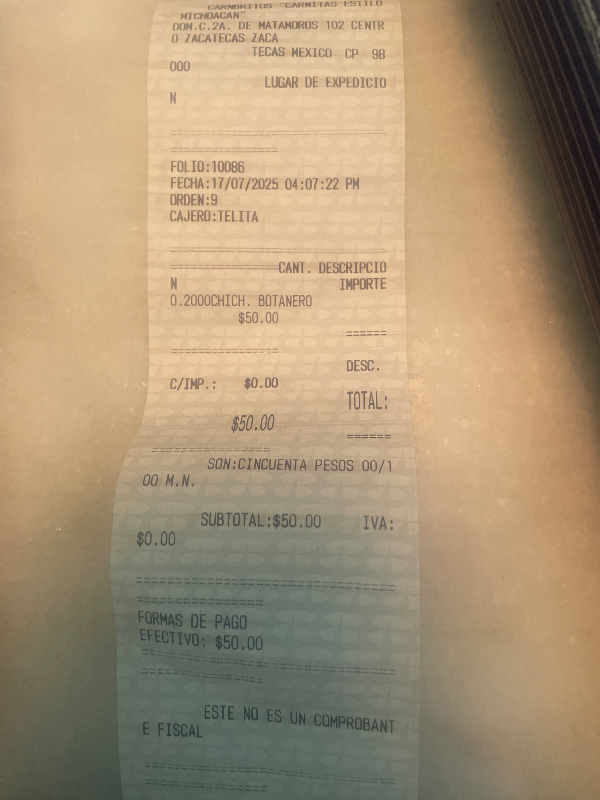 CARNBRITOS "CARNITAS ESTILO
MICHOACAN"
DOM.C.2A. DE MATAMOROS 102 CENTR
O ZACATECAS ZACA
TECAS MEXICO CP 98
000
LUGAR DE EXPEDICIO
N
================================
================
FOLIO:10086
FECHA:17/07/2025 04:07:22 PM
ORDEN:9
CAJERO:TELITA
================================
================CANT. DESCRIPCIO
N IMPORTE
0.2000CHICH. BOTANERO
$50.00
======
================
DESC.
C/IMP.: $0.00
TOTAL:
$50.00
======
================
SON:CINCUENTA PESOS 00/1
00 M.N.
SUBTOTAL:$50.00 IVA:
$0.00
================================
================
FORMAS DE PAGO
EFECTIVO: $50.00
================================
================
ESTE NO ES UN COMPROBANT
E FISCAL
================================
================